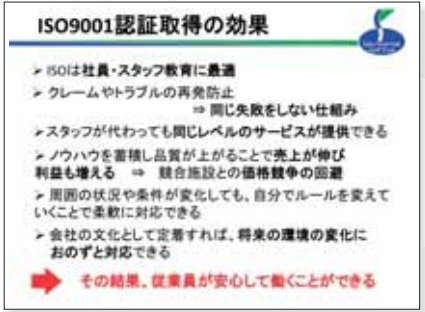 ISO9001認証取得の効果
➢ ISOは社員・スタッフ教育に最適
➢ クレームやトラブルの再発防止
⇒ 同じ失敗をしない仕組み
➢ スタッフが代わっても同じレベルのサービスが提供できる
➢ ノウハウを蓄積し品質が上がることで売上が伸び
利益も増える ⇒ 競合施設との価格競争の回避
➢ 周囲の状況や条件が変化しても、自分でルールを変えて
いくことで柔軟に対応できる
➢ 会社の文化として定着すれば、将来の環境の変化に
おのずと対応できる
その結果、従業員が安心して働くことができる